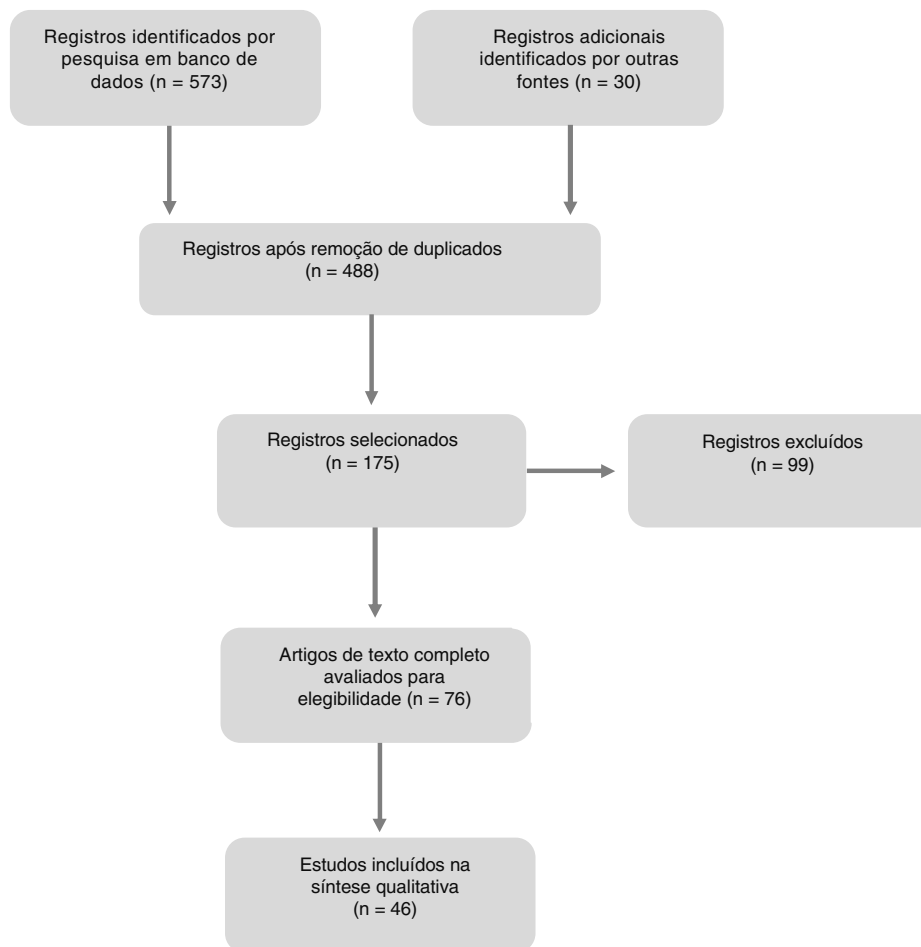 Registros identificados por
pesquisa em banco de
dados (n = 573)
Registros adicionais
identificados por outras
fontes (n = 30)
Registros após remoção de duplicados
(n = 488)
Registros selecionados
(n = 175)
Registros excluídos
(n = 99)
Artigos de texto completo
avaliados para
elegibilidade (n = 76)
Estudos incluídos na
síntese qualitativa
(n = 46)